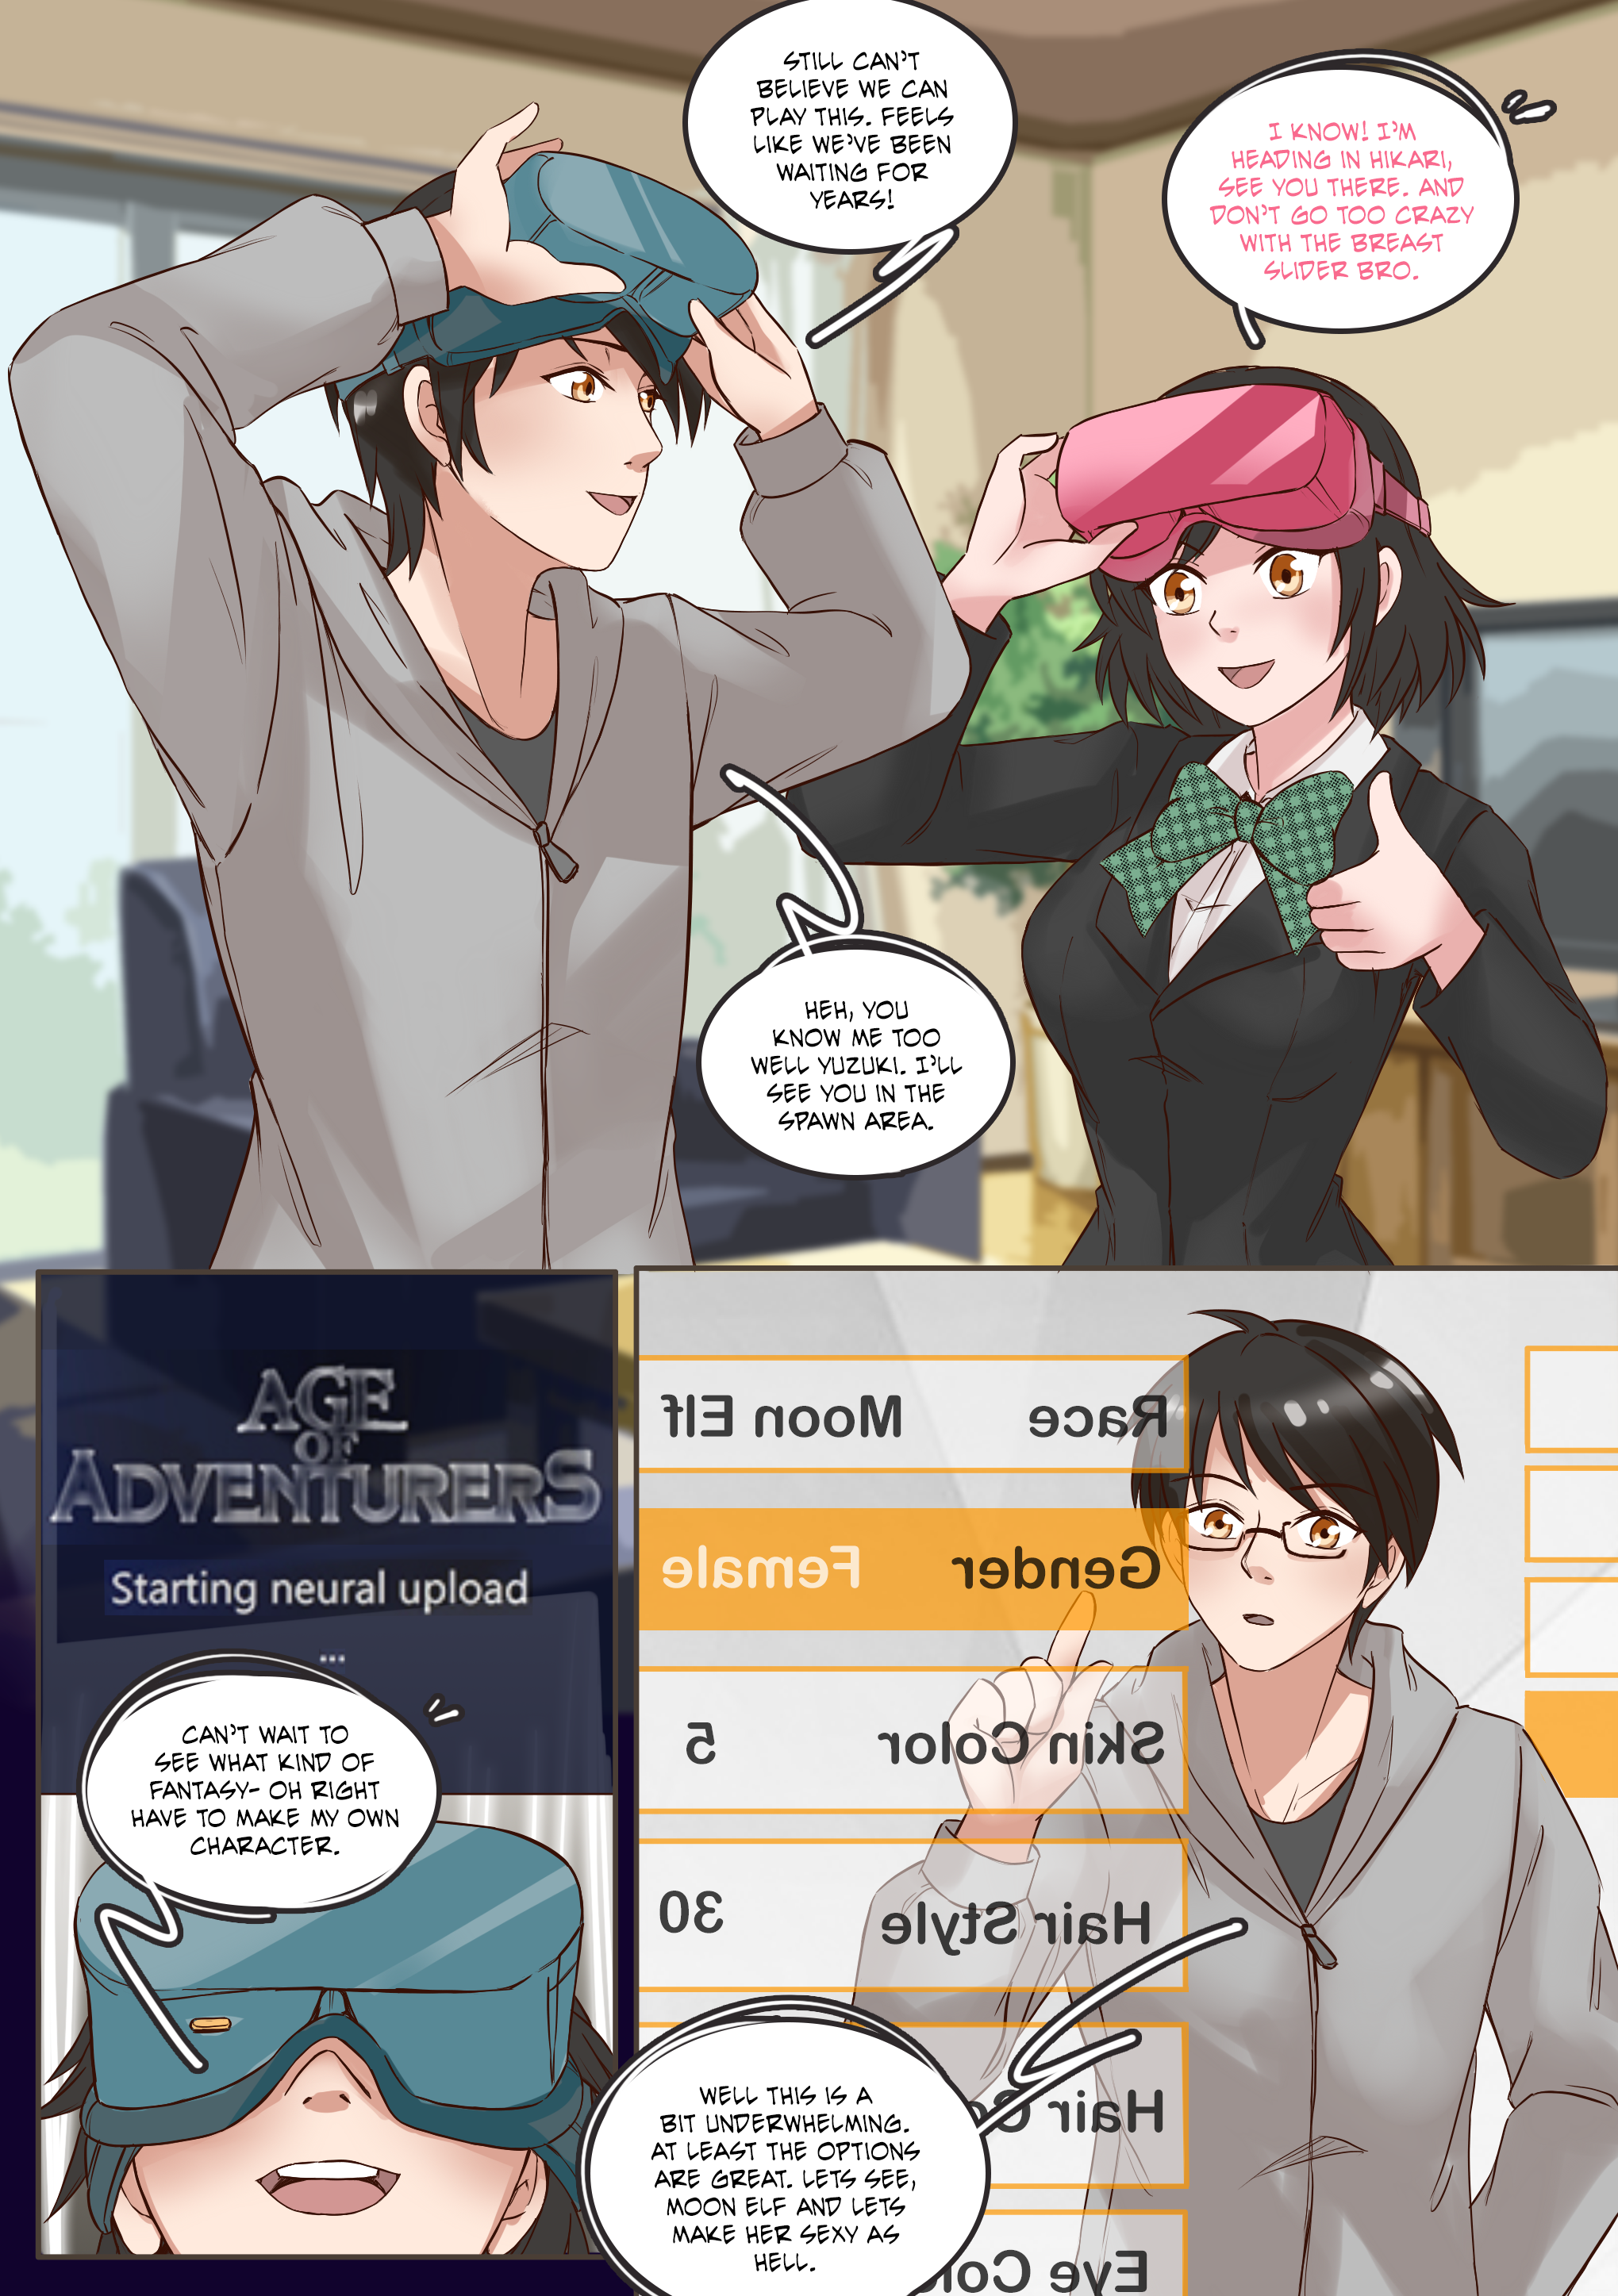 STILL CAN'T
BELIEVE WE CAN
PLAY THIS. FEELS
LIKE WE'VE BEEN
WAITING FOR
YEARS!
I KNOW! I'M
HEADING IN HIKARI,
SEE YOU THERE. AND
DON'T GO TOO CRAZY
WITH THE BREAST
SLIDER BRO.
HEH, YOU
KNOW ME TOO
WELL YUZUKI. I'LL
SEE YOU IN THE
SPAWN AREA.
AGE
OF
ADVENTURERS
Starting neural upload
...
CAN'T WAIT TO
SEE WHAT KIND OF
FANTASY- OH RIGHT
HAVE TO MAKE MY OWN
CHARACTER.
Race Moon Elf
Gender Female
Skin Color 5
Hair Style 30
Hair Co
Eye Colo
WELL THIS IS A
BIT UNDERWHELMING.
AT LEAST THE OPTIONS
ARE GREAT. LETS SEE,
MOON ELF AND LETS
MAKE HER SEXY AS
HELL.